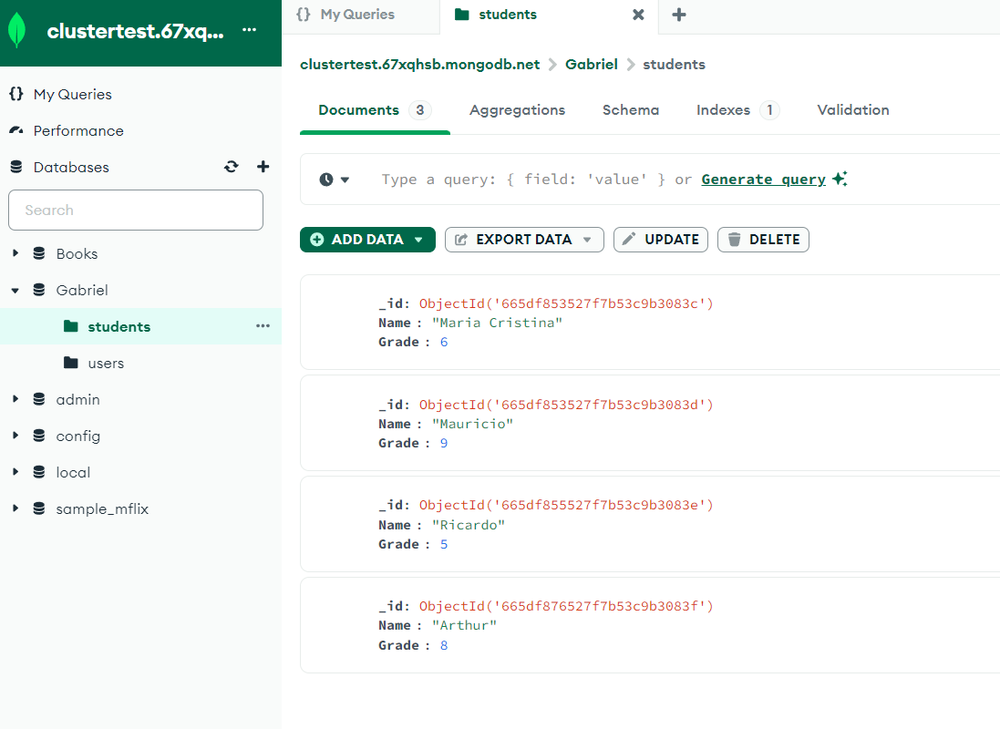 clustertest.67xq...
My Queries
Performance
Databases
Search
Books
Gabriel
students
users
admin
config
local
sample_mflix
{} My Queries
students
clustertest.67xqhsb.mongodb.net > Gabriel > students
Documents 3 Aggregations Schema Indexes 1 Validation
Type a query: { field: 'value' } or Generate query
ADD DATA EXPORT DATA UPDATE DELETE
_id: ObjectId('665df853527f7b53c9b3083c')
Name : "Maria Cristina"
Grade : 6
_id: ObjectId('665df853527f7b53c9b3083d')
Name : "Mauricio"
Grade : 9
_id: ObjectId('665df855527f7b53c9b3083e')
Name : "Ricardo"
Grade : 5
_id: ObjectId('665df876527f7b53c9b3083f')
Name : "Arthur"
Grade : 8